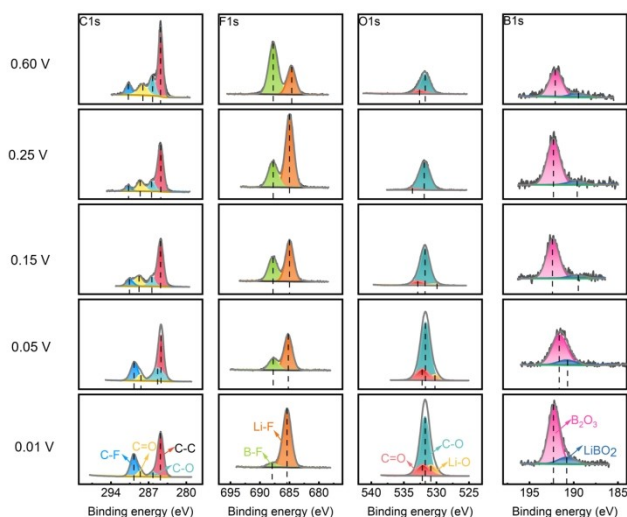 C1s F1s O1s B1s
0.60 V
0.25 V
0.15 V
0.05 V
0.01 V
C-F C=O C-C C-O
Li-F B-F
C=O C-O Li-O
B₂O₃ LiBO₂
294 287 280
695 690 685 680
540 530 525
195 190 185
Binding energy (eV) Binding energy (eV) Binding energy (eV) Binding energy (eV)